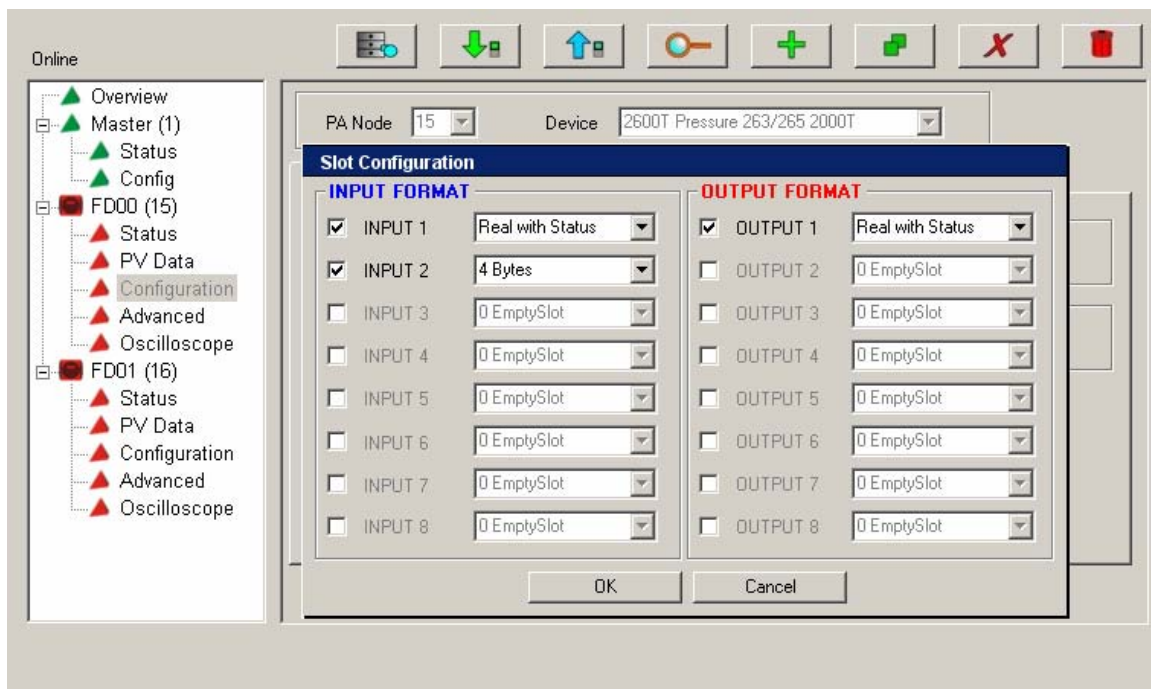 Online
Overview
Master (1)
Status
Config
FD00 (15)
Status
PV Data
Configuration
Advanced
Oscilloscope
FD01 (16)
Status
PV Data
Configuration
Advanced
Oscilloscope
PA Node 15 Device 2600T Pressure 263/265 2000T
Slot Configuration
INPUT FORMAT
INPUT 1 Real with Status
INPUT 2 4 Bytes
INPUT 3 0 EmptySlot
INPUT 4 0 EmptySlot
INPUT 5 0 EmptySlot
INPUT 6 0 EmptySlot
INPUT 7 0 EmptySlot
INPUT 8 0 EmptySlot
OUTPUT FORMAT
OUTPUT 1 Real with Status
OUTPUT 2 0 EmptySlot
OUTPUT 3 0 EmptySlot
OUTPUT 4 0 EmptySlot
OUTPUT 5 0 EmptySlot
OUTPUT 6 0 EmptySlot
OUTPUT 7 0 EmptySlot
OUTPUT 8 0 EmptySlot
OK Cancel